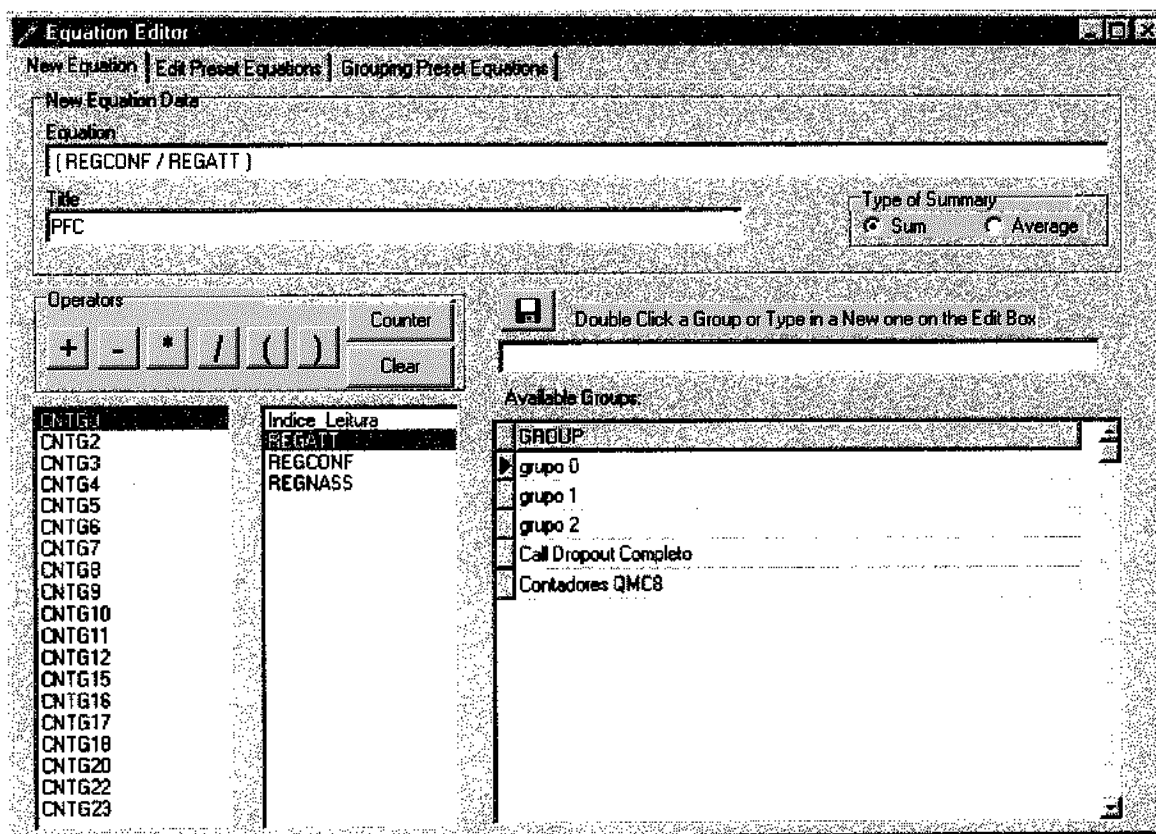 Equation Editor
New Equation Edit Preset Equations Grouping Preset Equations
New Equation Data
Equation
( REGCONF / REGATT )
Title
PFC
Type of Summary
Sum Average
Operators
+ - * / ( )
Counter
Clear
Double Click a Group or Type in a New one on the Edit Box
CNTG1
CNTG2
CNTG3
CNTG4
CNTG5
CNTG6
CNTG7
CNTG8
CNTG9
CNTG10
CNTG11
CNTG12
CNTG15
CNTG16
CNTG17
CNTG18
CNTG20
CNTG22
CNTG23
Indice_Leitura
REGATT
REGCONF
REGNASS
Available Groups:
GROUP
grupo 0
grupo 1
grupo 2
Call Dropout Completo
Contadores QMC8